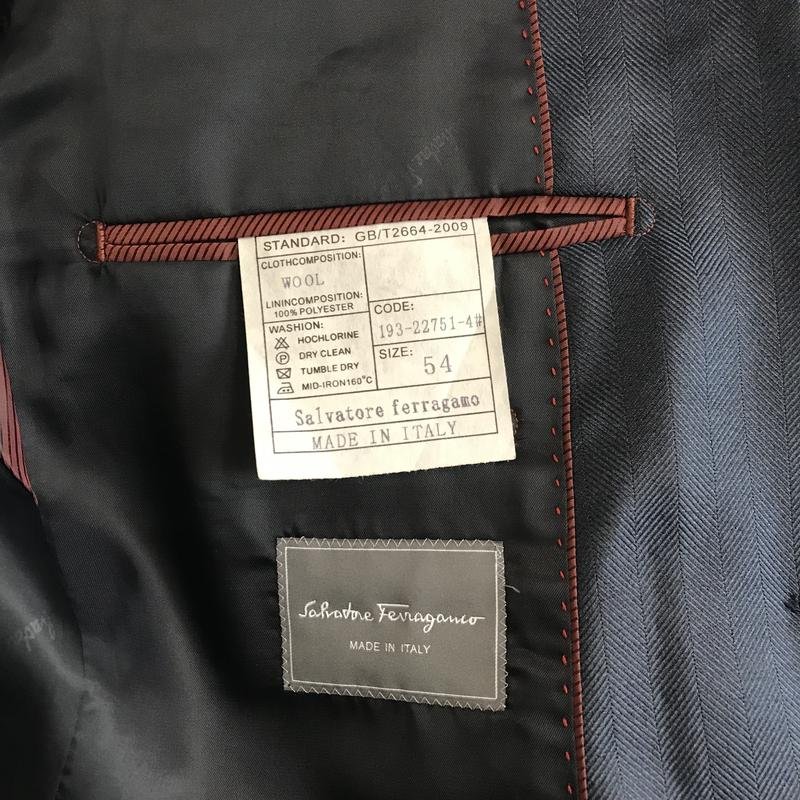 STANDARD: GB/T2664-2009
CLOTHCOMPOSITION:
WOOL
LININCOMPOSITION:
100% POLYESTER
CODE:
193-22751-4#
WASHION:
HOCHLORINE
DRY CLEAN
TUMBLE DRY
MID-IRON160°C
SIZE:
54
Salvatore ferragamo
MADE IN ITALY
Salvatore Ferragamo
MADE IN ITALY